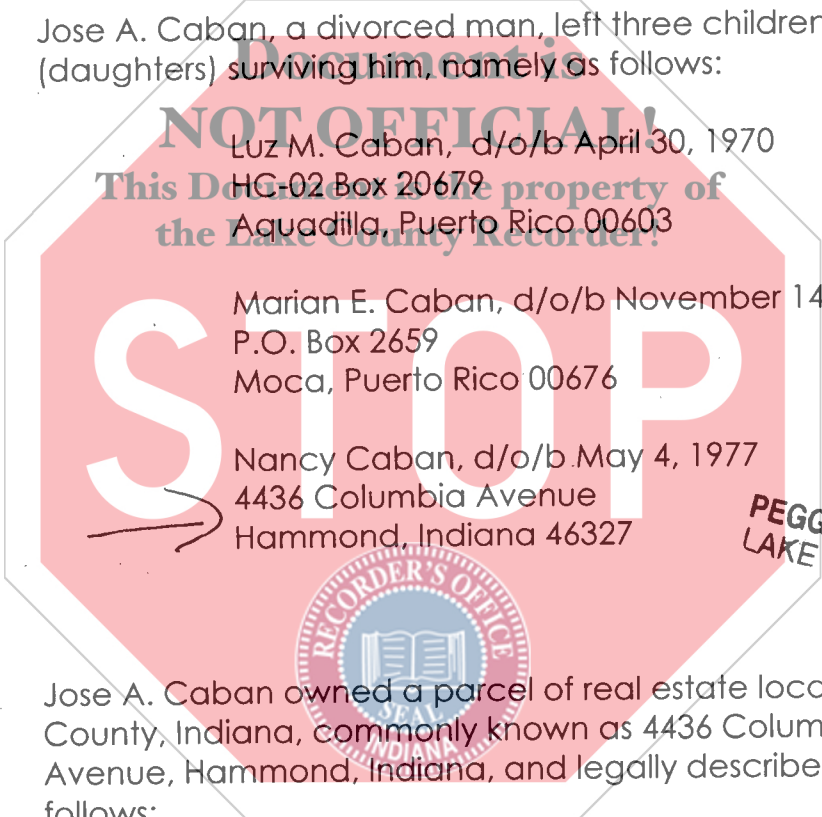 Jose A. Caban, a divorced man, left three children
(daughters) surviving him, namely as follows:
Document is
NOT OFFICIAL!
This Document is the property of
the Lake County Recorder!
STOP
Luz M. Caban, d/o/b April 30, 1970
HC-02 Box 20679
Aquadilla, Puerto Rico 00603
Marian E. Caban, d/o/b November 14
P.O. Box 2659
Moca, Puerto Rico 00676
Nancy Caban, d/o/b May 4, 1977
4436 Columbia Avenue
Hammond, Indiana 46327
PEGG
LAKE
RECORDER'S OFFICE
SEAL
INDIANA
Jose A. Caban owned a parcel of real estate loca
County, Indiana, commonly known as 4436 Colum
Avenue, Hammond, Indiana, and legally describe
follows: